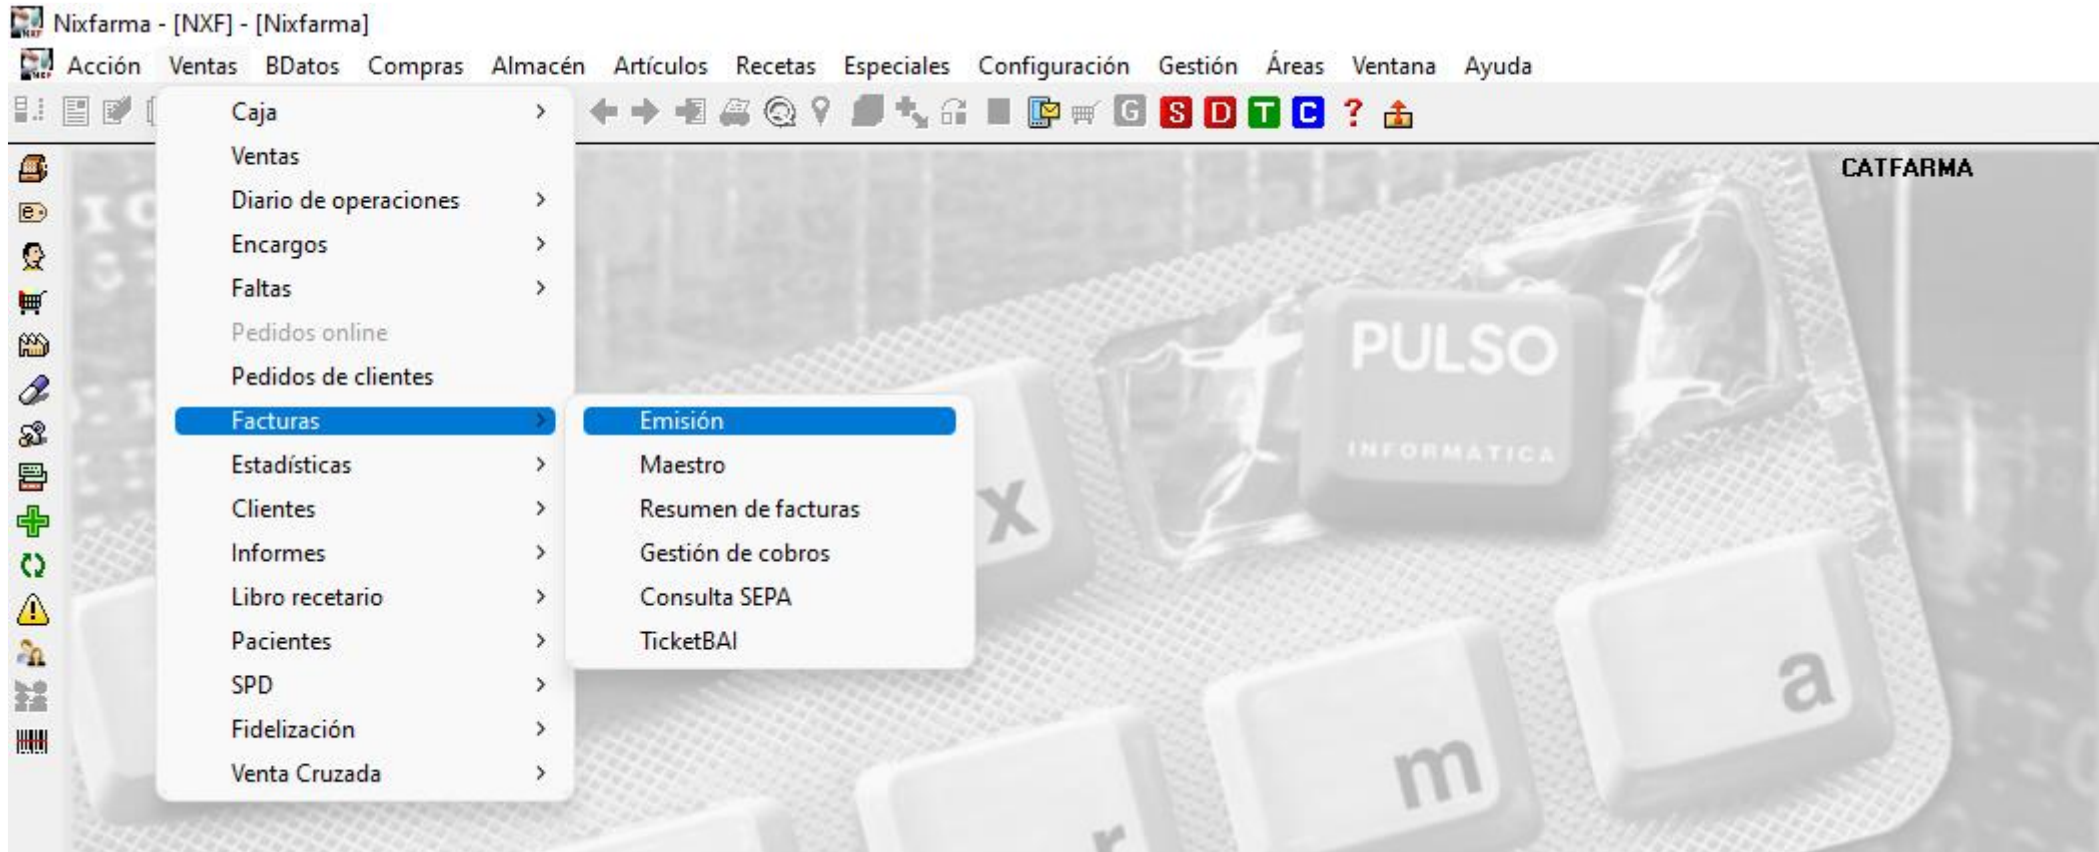 Nixfarma - [NXF] - [Nixfarma]
Acción Ventas BDatos Compras Almacén Artículos Recetas Especiales Configuración Gestión Áreas Ventana Ayuda
G S D T C ?
CATFARMA
Caja
Ventas
Diario de operaciones
Encargos
Faltas
Pedidos online
Pedidos de clientes
Facturas
Estadísticas
Clientes
Informes
Libro recetario
Pacientes
SPD
Fidelización
Venta Cruzada
Emisión
Maestro
Resumen de facturas
Gestión de cobros
Consulta SEPA
TicketBAI
PULSO
INFORMATICA
x
a
m
r